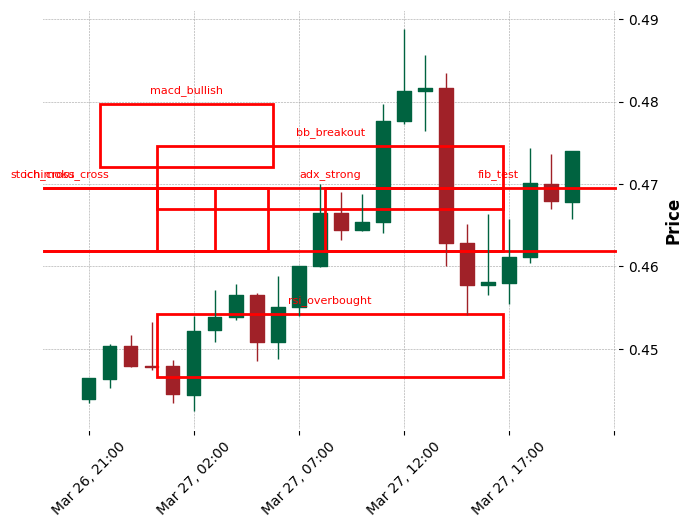 0.49
macd_bullish
0.48
bb_breakout
adx_strong
fib_test
0.47
Price
0.46
0.45
Mar 26, 21:00
Mar 27, 02:00
Mar 27, 07:00
Mar 27, 12:00
Mar 27, 17:00